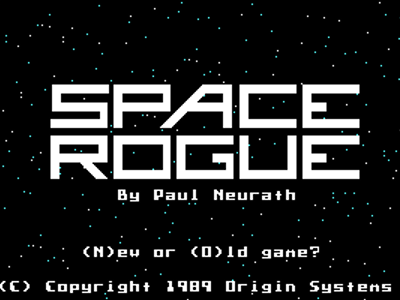 SPACE
ROGUE
By Paul Neurath
(N)ew or (O)ld game?
(C) Copyright 1989 Origin Systems